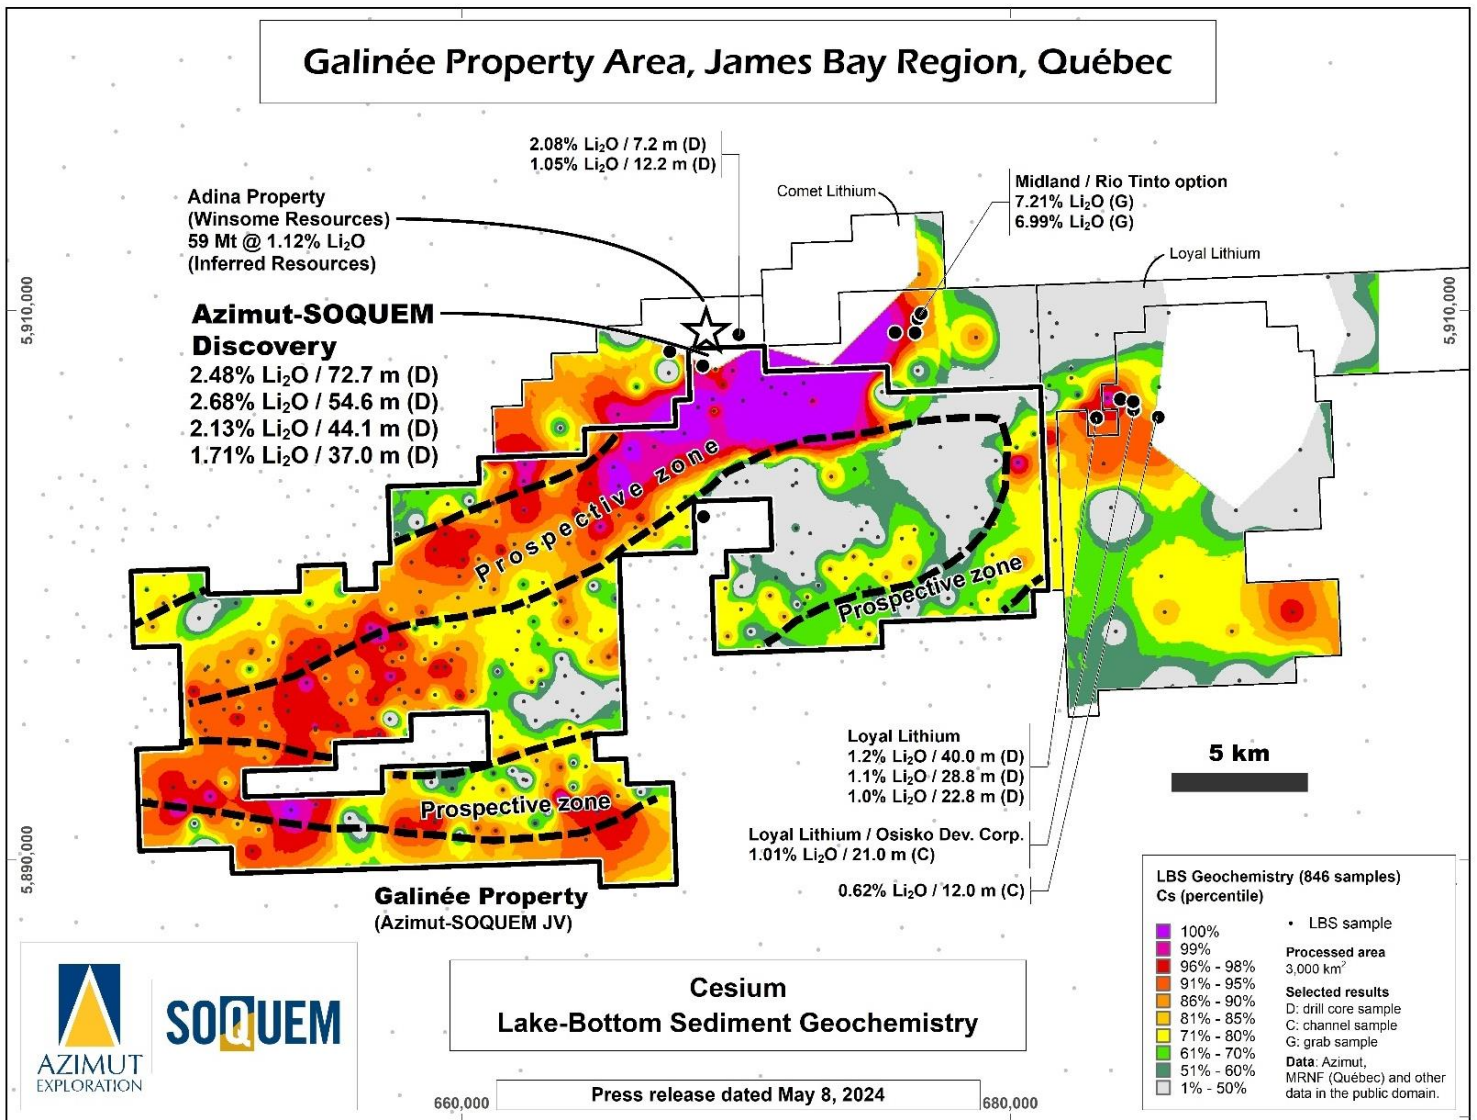 Galinée Property Area, James Bay Region, Québec
2.08% Li₂O / 7.2 m (D)
1.05% Li₂O / 12.2 m (D)
Adina Property
(Winsome Resources)
59 Mt @ 1.12% Li₂O
(Inferred Resources)
Comet Lithium
Midland / Rio Tinto option
7.21% Li₂O (G)
6.99% Li₂O (G)
Loyal Lithium
5,910,000
5,910,000
Azimut-SOQUEM
Discovery
2.48% Li₂O / 72.7 m (D)
2.68% Li₂O / 54.6 m (D)
2.13% Li₂O / 44.1 m (D)
1.71% Li₂O / 37.0 m (D)
Prospective zone
Prospective zone
Prospective zone
Loyal Lithium
1.2% Li₂O / 40.0 m (D)
1.1% Li₂O / 28.8 m (D)
1.0% Li₂O / 22.8 m (D)
5 km
Loyal Lithium / Osisko Dev. Corp.
1.01% Li₂O / 21.0 m (C)
0.62% Li₂O / 12.0 m (C)
5,890,000
5,890,000
Galinée Property
(Azimut-SOQUEM JV)
LBS Geochemistry (846 samples)
Cs (percentile)
100%
99%
96% - 98%
91% - 95%
86% - 90%
81% - 85%
71% - 80%
61% - 70%
51% - 60%
1% - 50%
LBS sample
Processed area
3,000 km²
Selected results
D: drill core sample
C: channel sample
G: grab sample
Data: Azimut,
MRNF (Québec) and other
data in the public domain.
AZIMUT
EXPLORATION
SOQUEM
Cesium
Lake-Bottom Sediment Geochemistry
Press release dated May 8, 2024
660,000
680,000